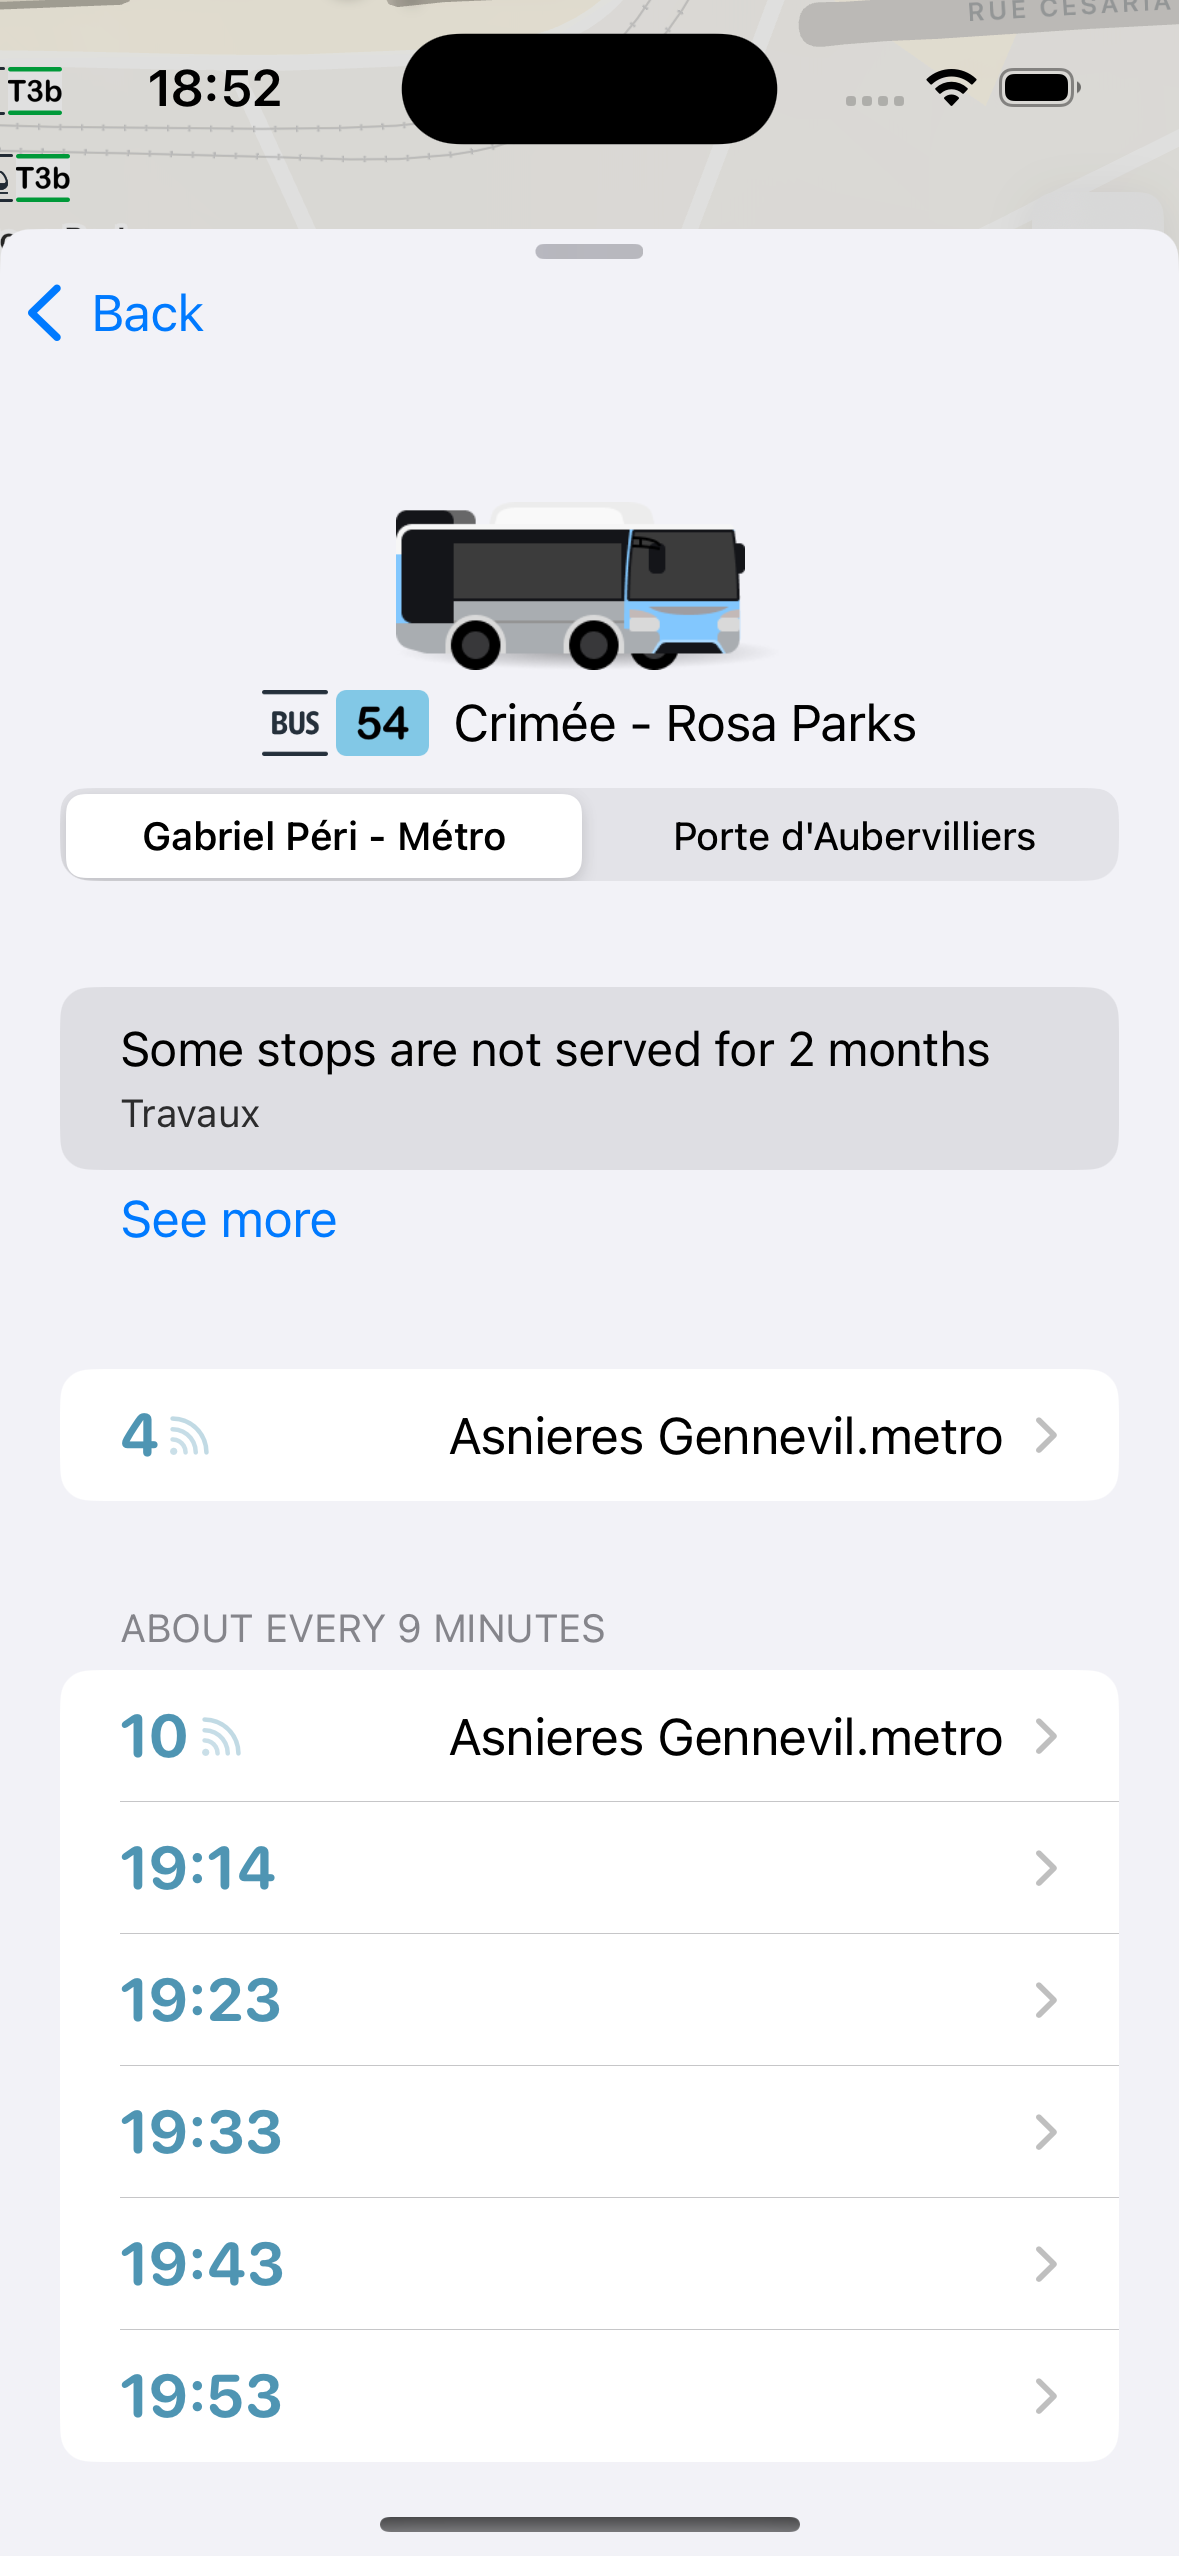 RUE CESARIA
T3b
18:52
T3b
Back
BUS 54 Crimée - Rosa Parks
Gabriel Péri - Métro
Porte d'Aubervilliers
Some stops are not served for 2 months
Travaux
See more
4 Asnieres Gennevil.metro
ABOUT EVERY 9 MINUTES
10 Asnieres Gennevil.metro
19:14
19:23
19:33
19:43
19:53